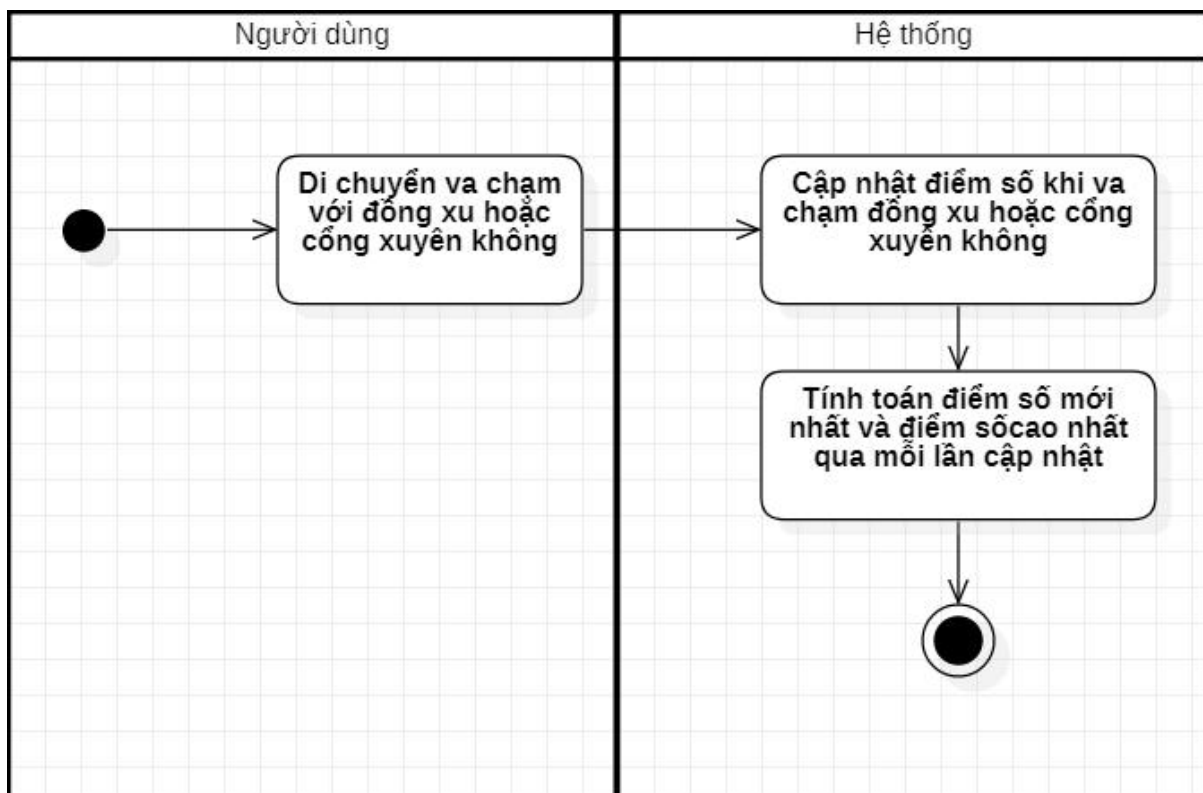 Người dùng
Hệ thống
Di chuyển va chạm
với đồng xu hoặc
cổng xuyên không
Cập nhật điểm số khi va
chạm đồng xu hoặc cổng
xuyên không
Tính toán điểm số mới
nhất và điểm sốcao nhất
qua mỗi lần cập nhật